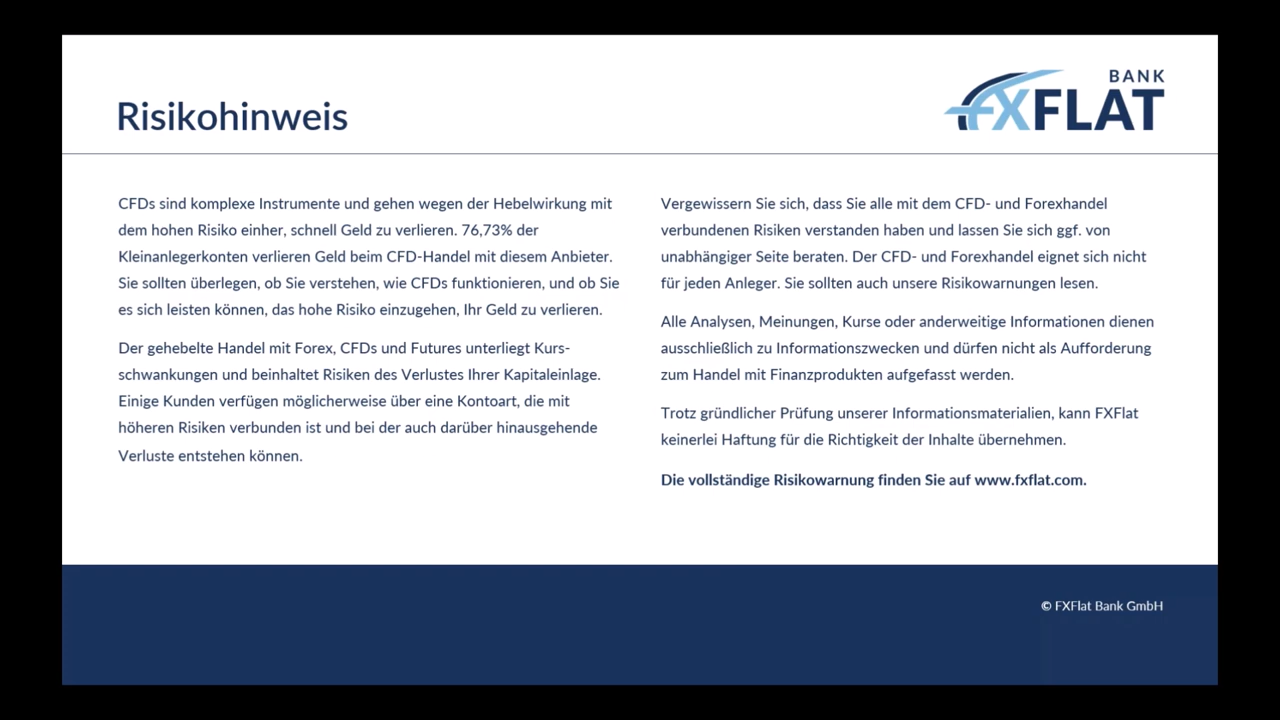 Risikohinweis
BANK
FXFLAT
CFDs sind komplexe Instrumente und gehen wegen der Hebelwirkung mit
dem hohen Risiko einher, schnell Geld zu verlieren. 76,73% der
Kleinanlegerkonten verlieren Geld beim CFD-Handel mit diesem Anbieter.
Sie sollten überlegen, ob Sie verstehen, wie CFDs funktionieren, und ob Sie
es sich leisten können, das hohe Risiko einzugehen, Ihr Geld zu verlieren.
Der gehebelte Handel mit Forex, CFDs und Futures unterliegt Kurs-
schwankungen und beinhaltet Risiken des Verlustes Ihrer Kapitaleinlage.
Einige Kunden verfügen möglicherweise über eine Kontoart, die mit
höheren Risiken verbunden ist und bei der auch darüber hinausgehende
Verluste entstehen können.
Vergewissern Sie sich, dass Sie alle mit dem CFD- und Forexhandel
verbundenen Risiken verstanden haben und lassen Sie sich ggf. von
unabhängiger Seite beraten. Der CFD- und Forexhandel eignet sich nicht
für jeden Anleger. Sie sollten auch unsere Risikowarnungen lesen.
Alle Analysen, Meinungen, Kurse oder anderweitige Informationen dienen
ausschließlich zu Informationszwecken und dürfen nicht als Aufforderung
zum Handel mit Finanzprodukten aufgefasst werden.
Trotz gründlicher Prüfung unserer Informationsmaterialien, kann FXFlat
keinerlei Haftung für die Richtigkeit der Inhalte übernehmen.
Die vollständige Risikowarnung finden Sie auf www.fxflat.com.
© FXFlat Bank GmbH